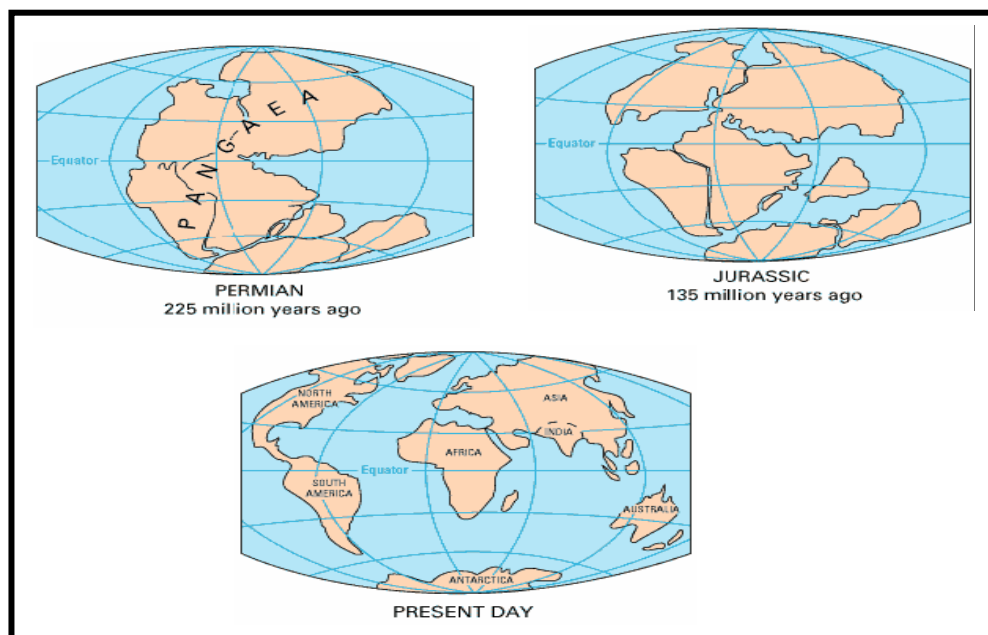 PANGAEA
Equator
PERMIAN
225 million years ago
Equator
JURASSIC
135 million years ago
NORTH
AMERICA
ASIA
INDIA
AFRICA
Equator
SOUTH
AMERICA
AUSTRALIA
ANTARCTICA
PRESENT DAY